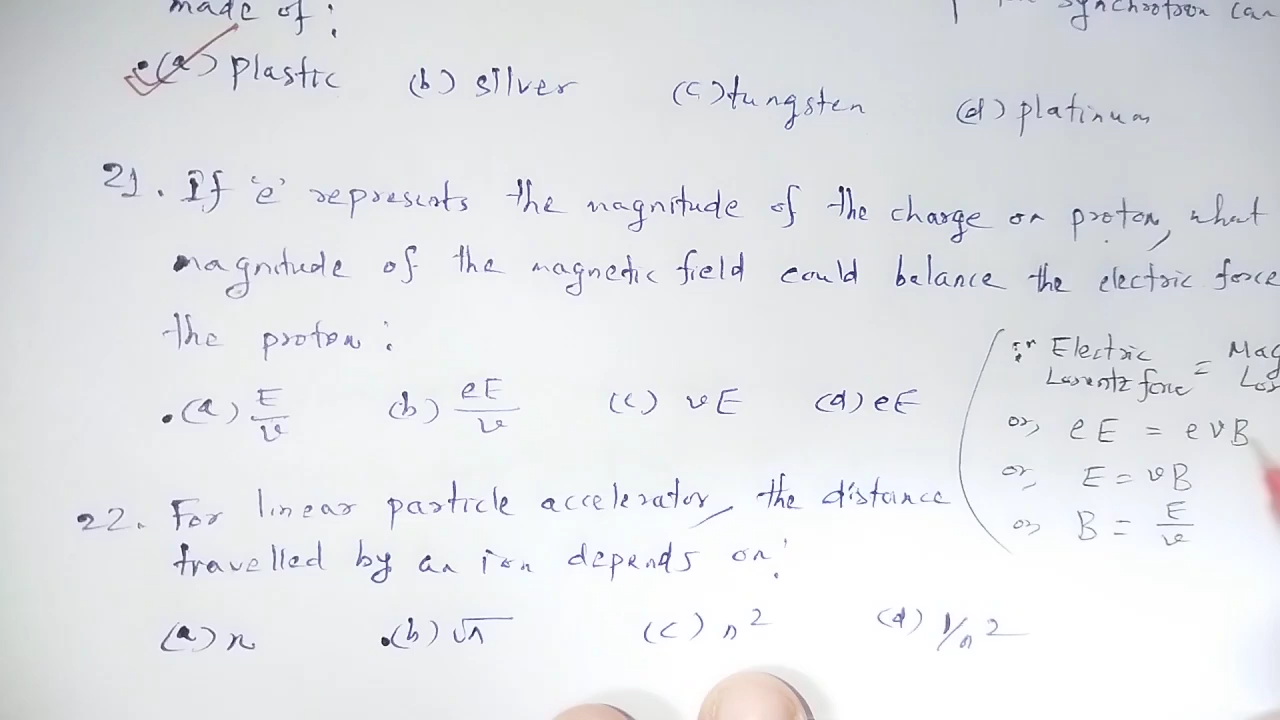 made of :
synchrotron can
(a) plastic (b) silver (c) tungsten (d) platinum
21. If 'e' represents the magnitude of the charge on proton, what
magnitude of the magnetic field could balance the electric force
the proton :
(a) E/v (b) eE/v (c) vE (d) eE
∵ Electric Lorentz force =
or, eE = evB
or, E = vB
or, B = E/v
22. For linear particle accelerator, the distance
travelled by an ion depends on :
(a) n (b) √n (c) n² (d) 1/n²